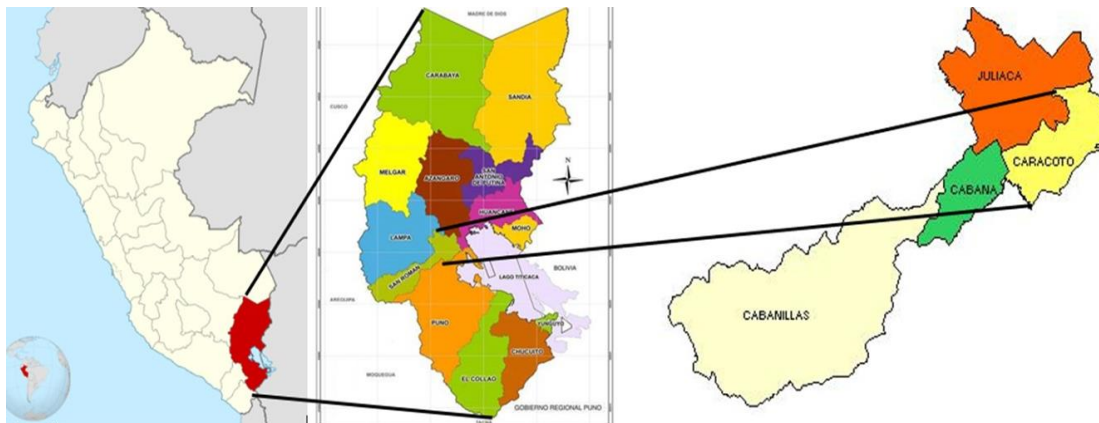 MADRE DE DIOS
CARABAYA
SANDIA
CUSCO
MELGAR
AZANGARO
SAN
ANTONIO
DE PUTINA
N
HUANCANE
LAMPA
MOHO
SAN ROMAN
LAGO TITICACA
BOLIVIA
AREQUIPA
PUNO
YUNGUYO
CHUCUITO
MOQUEGUA
EL COLLAO
GOBIERNO REGIONAL PUNO
TACNA
JULIACA
CARACOTO
CABANA
CABANILLAS